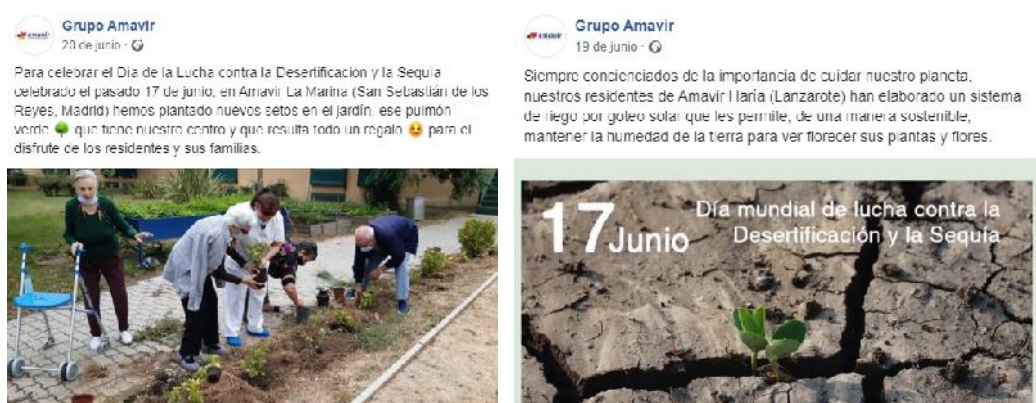 Grupo Amavir
20 de junio ·
Para celebrar el Dia de la Lucha contra la Desertificacion y la Sequia
celebrado el pasado 17 de junio, en Amavir La Marina (San Sebastián de los
Reyes, Madrid) hemos plantado nuevos setos en el jardín, ese pulmón
verde 🌳 que tiene nuestro centro y que resulta todo un regalo ☺️ para el
disfrute de los residentes y sus familias.
Grupo Amavir
19 de junio ·
Siempre concienciados de la importancia de cuidar nuestro planeta,
nuestros residentes de Amavir Haría (Lanzarote) han elaborado un sistema
de riego por goteo solar que les permite, de una manera sostenible,
mantener la humedad de la tierra para ver florecer sus plantas y flores.
17 Junio
Día mundial de lucha contra la
Desertificación y la Sequía